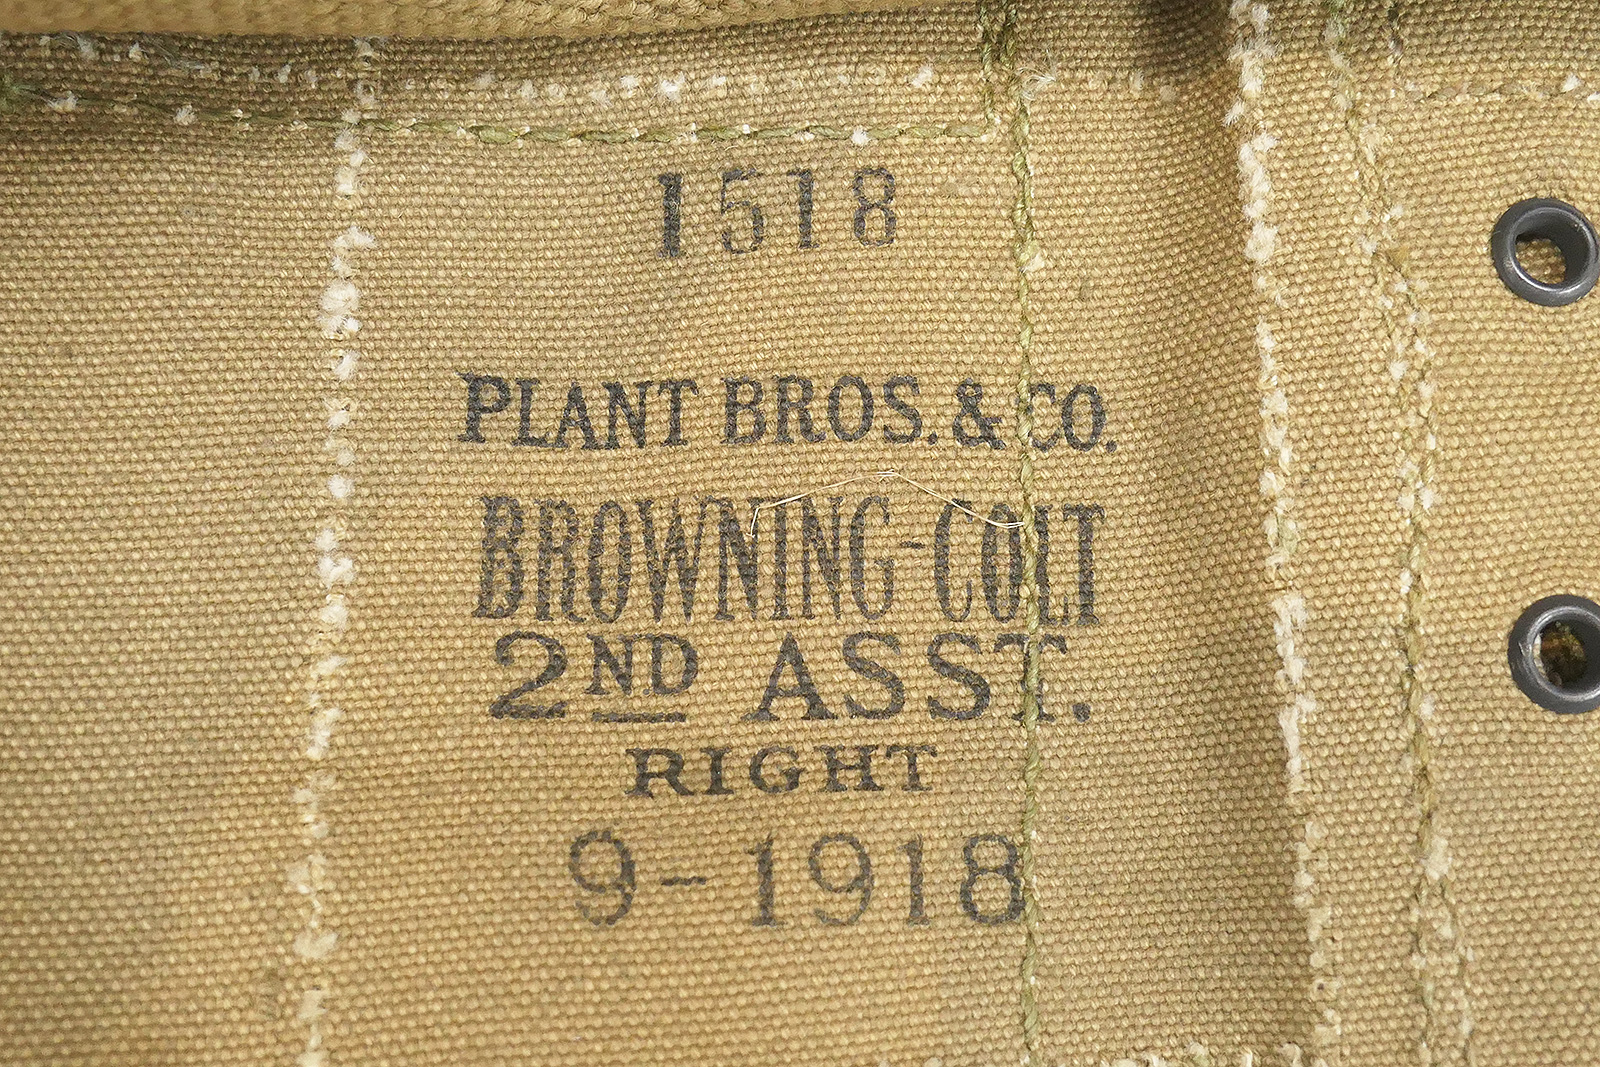 1518
PLANT BROS. & CO.
BROWNING-COLT
2ND ASST.
RIGHT
9-1918